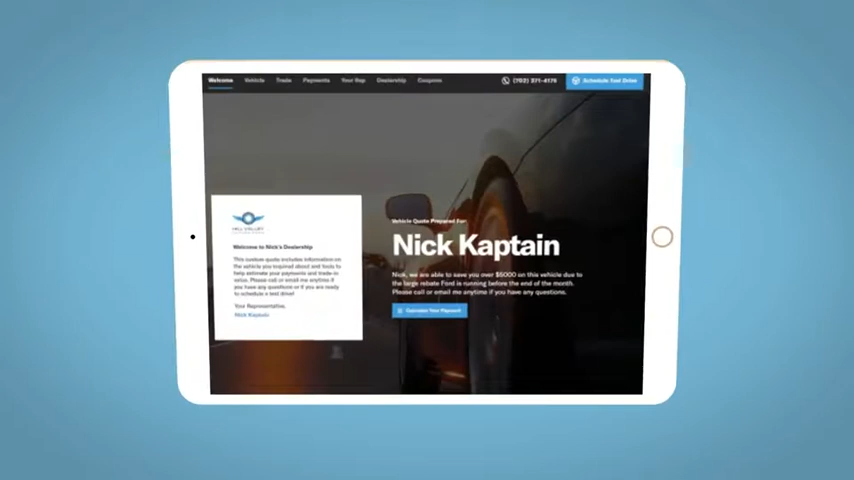 Welcome Vehicle Trade Payments Your Rep Dealership Coupons (702) 371-4176 Schedule Test Drive
Welcome to Nick's Dealership
This custom quote includes information on
the vehicle you inquired about and tools to
help estimate your payments and trade-in
value. Please call or email me anytime if
you have any questions or if you are ready
to schedule a test drive!
Your Representative,
Nick Kaptain
Vehicle Quote Prepared For:
Nick Kaptain
Nick, we are able to save you over $5000 on this vehicle due to
the large rebate Ford is running before the end of the month.
Please call or email me anytime if you have any questions.
Customize Your Payment